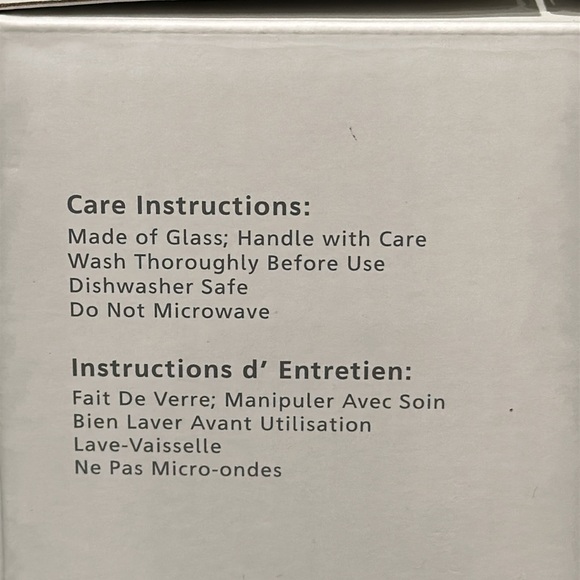 Care Instructions:
Made of Glass; Handle with Care
Wash Thoroughly Before Use
Dishwasher Safe
Do Not Microwave
Instructions d’ Entretien:
Fait De Verre; Manipuler Avec Soin
Bien Laver Avant Utilisation
Lave-Vaisselle
Ne Pas Micro-ondes